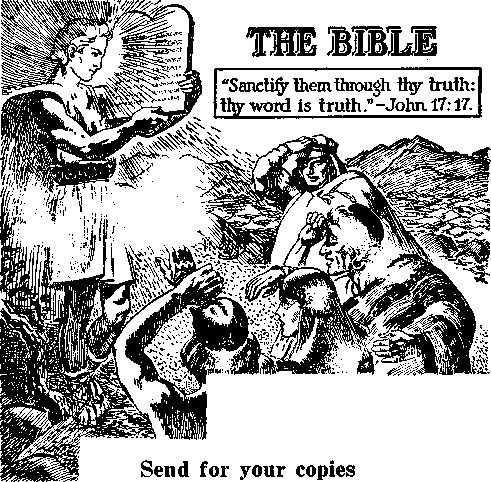 THE BIBLE
"Sanctify them through thy truth:
thy word is truth."–John 17:17.
Send for your copies